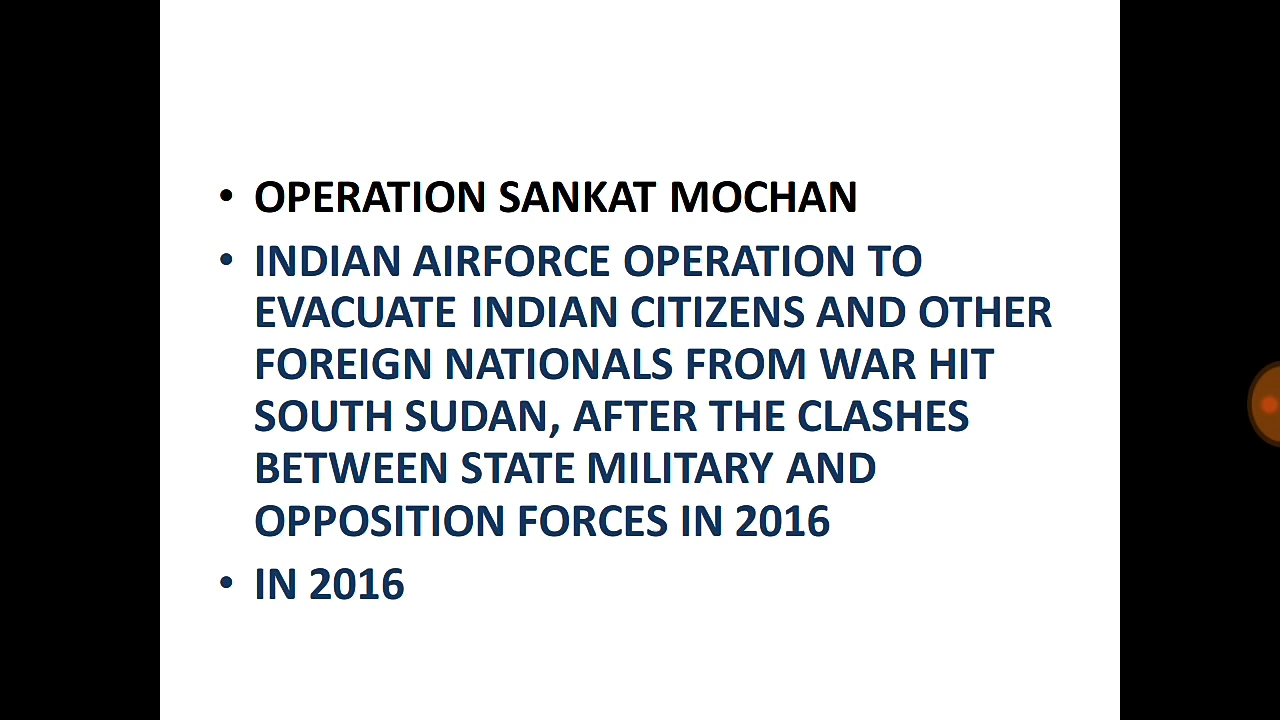 • OPERATION SANKAT MOCHAN
• INDIAN AIRFORCE OPERATION TO
EVACUATE INDIAN CITIZENS AND OTHER
FOREIGN NATIONALS FROM WAR HIT
SOUTH SUDAN, AFTER THE CLASHES
BETWEEN STATE MILITARY AND
OPPOSITION FORCES IN 2016
• IN 2016